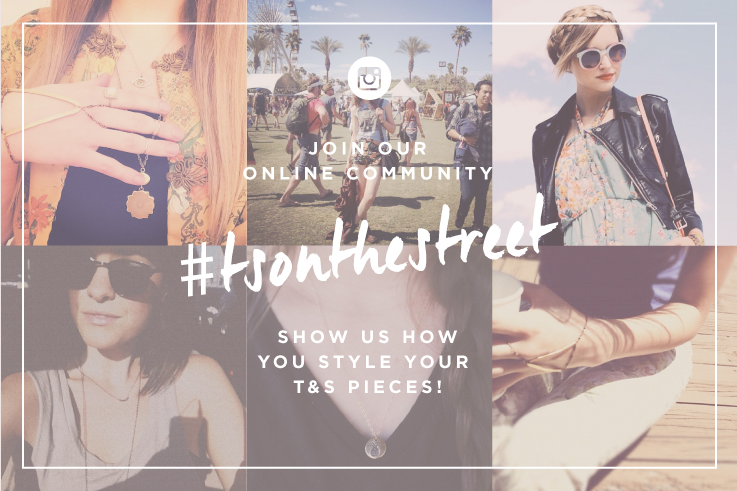 JOIN OUR
ONLINE COMMUNITY
#tsonthestreet
SHOW US HOW
YOU STYLE YOUR
T&S PIECES!